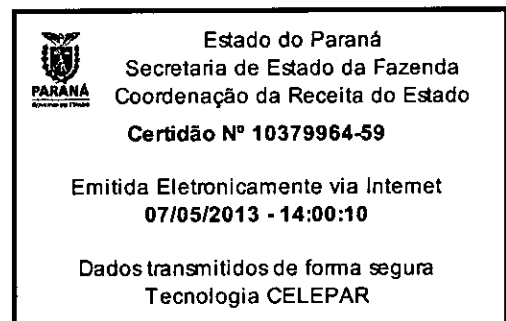 Estado do Paraná
Secretaria de Estado da Fazenda
PARANÁ
Coordenação da Receita do Estado
Certidão Nº 10379964-59
Emitida Eletronicamente via Internet
07/05/2013 - 14:00:10
Dados transmitidos de forma segura
Tecnologia CELEPAR